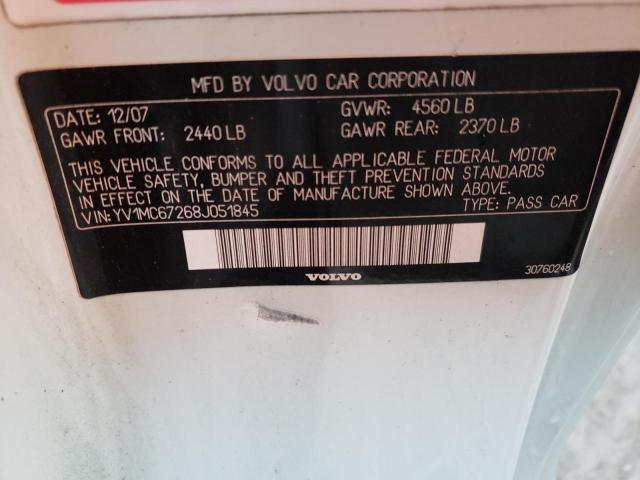 MFD BY VOLVO CAR CORPORATION
DATE: 12/07 GVWR: 4560 LB
GAWR FRONT: 2440 LB GAWR REAR: 2370 LB
THIS VEHICLE CONFORMS TO ALL APPLICABLE FEDERAL MOTOR
VEHICLE SAFETY, BUMPER AND THEFT PREVENTION STANDARDS
IN EFFECT ON THE DATE OF MANUFACTURE SHOWN ABOVE.
VIN:YV1MC67268J051845 TYPE: PASS CAR
30760248
VOLVO